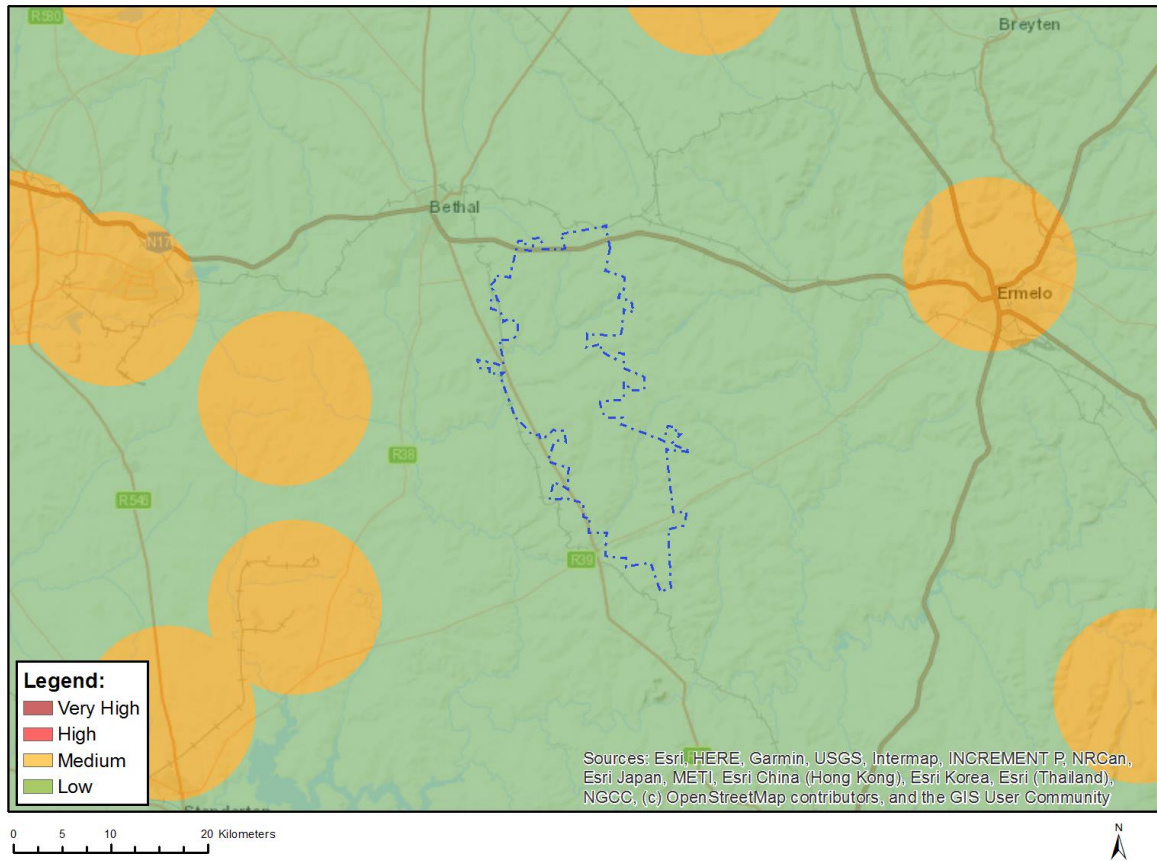 R580
Breyten
Bethal
N17
Ermelo
R38
R546
R39
Legend:
Very High
High
Medium
Low
Standerton
Sources: Esri, HERE, Garmin, USGS, Intermap, INCREMENT P, NRCan,
Esri Japan, METI, Esri China (Hong Kong), Esri Korea, Esri (Thailand),
NGCC, (c) OpenStreetMap contributors, and the GIS User Community
0 5 10 20 Kilometers
N